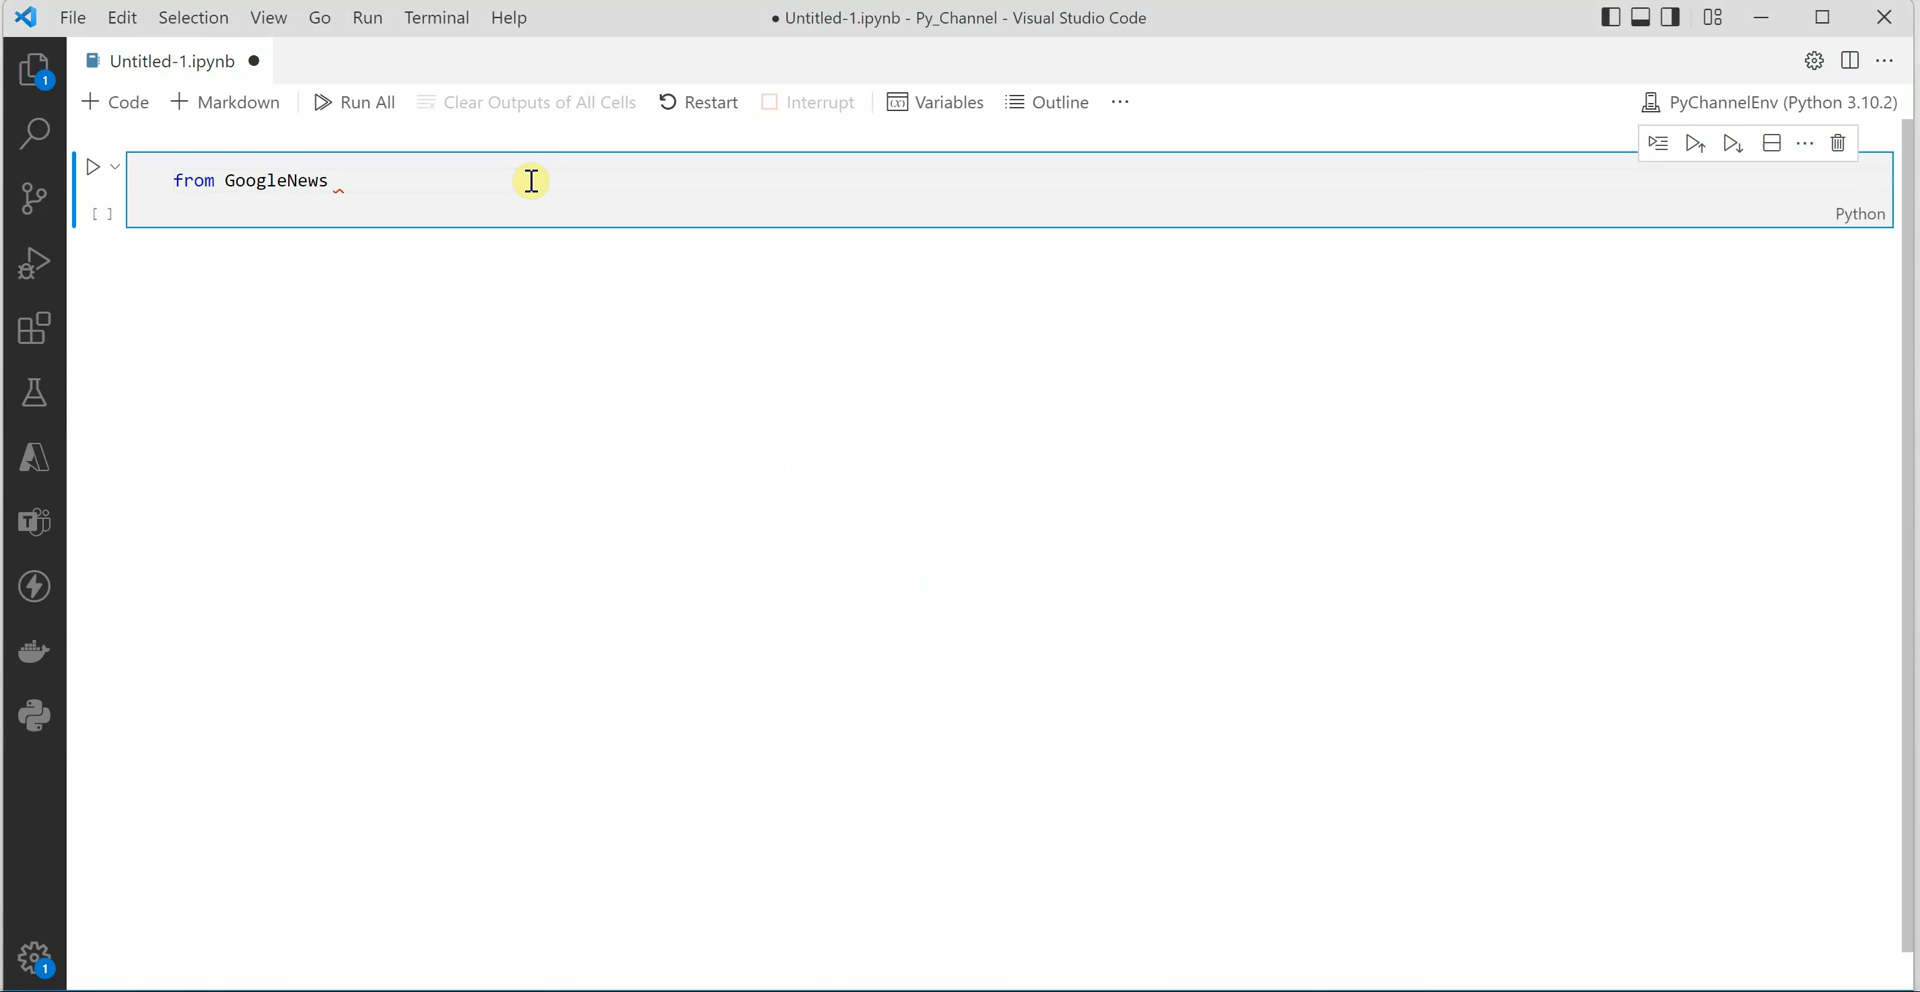 File Edit Selection View Go Run Terminal Help
● Untitled-1.ipynb - Py_Channel - Visual Studio Code
1
Untitled-1.ipynb ●
+ Code + Markdown Run All Clear Outputs of All Cells Restart Interrupt (x) Variables Outline ...
PyChannelEnv (Python 3.10.2)
from GoogleNews
[ ]
Python
T
1